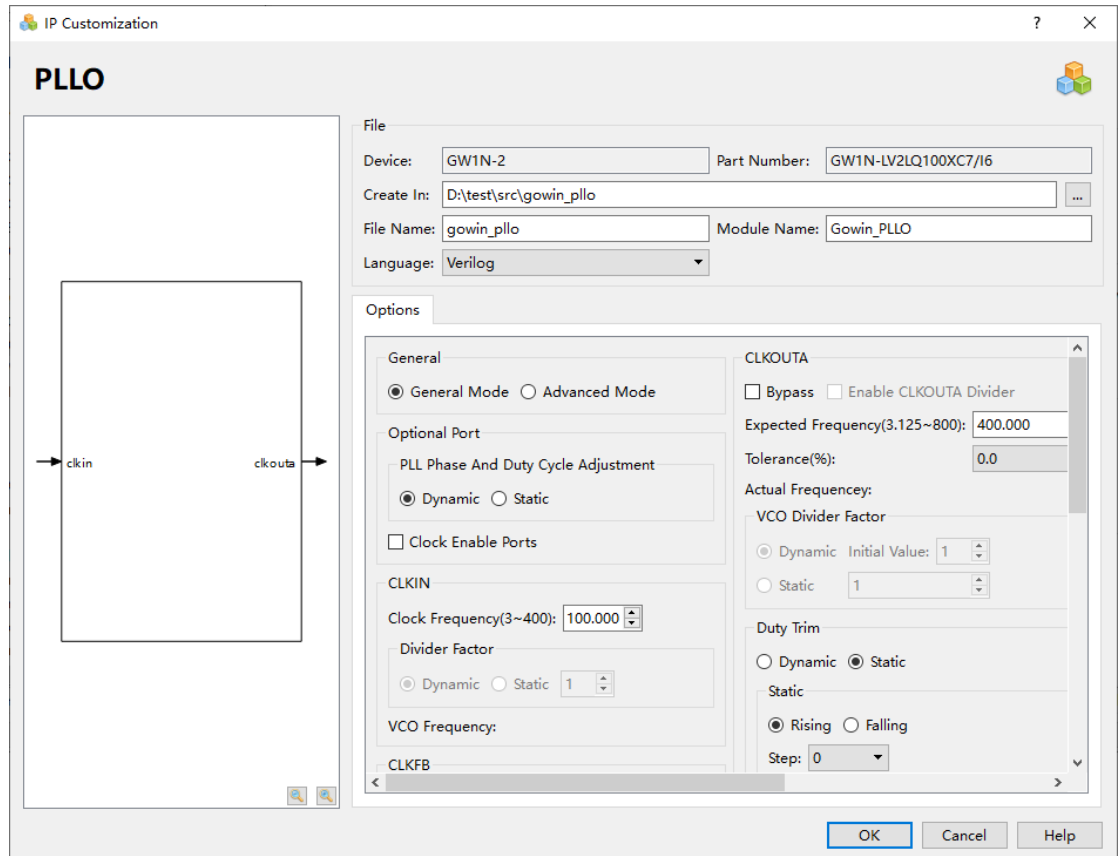 IP Customization
PLLO
clkin
clkouta
File
Device: GW1N-2 Part Number: GW1N-LV2LQ100XC7/I6
Create In: D:\test\src\gowin_pllo ...
File Name: gowin_pllo Module Name: Gowin_PLLO
Language: Verilog
Options
General
General Mode Advanced Mode
Optional Port
PLL Phase And Duty Cycle Adjustment
Dynamic Static
Clock Enable Ports
CLKIN
Clock Frequency(3~400): 100.000
Divider Factor
Dynamic Static 1
VCO Frequency:
CLKFB
CLKOUTA
Bypass Enable CLKOUTA Divider
Expected Frequency(3.125~800): 400.000
Tolerance(%): 0.0
Actual Frequencey:
VCO Divider Factor
Dynamic Initial Value: 1
Static 1
Duty Trim
Dynamic Static
Static
Rising Falling
Step: 0
OK Cancel Help